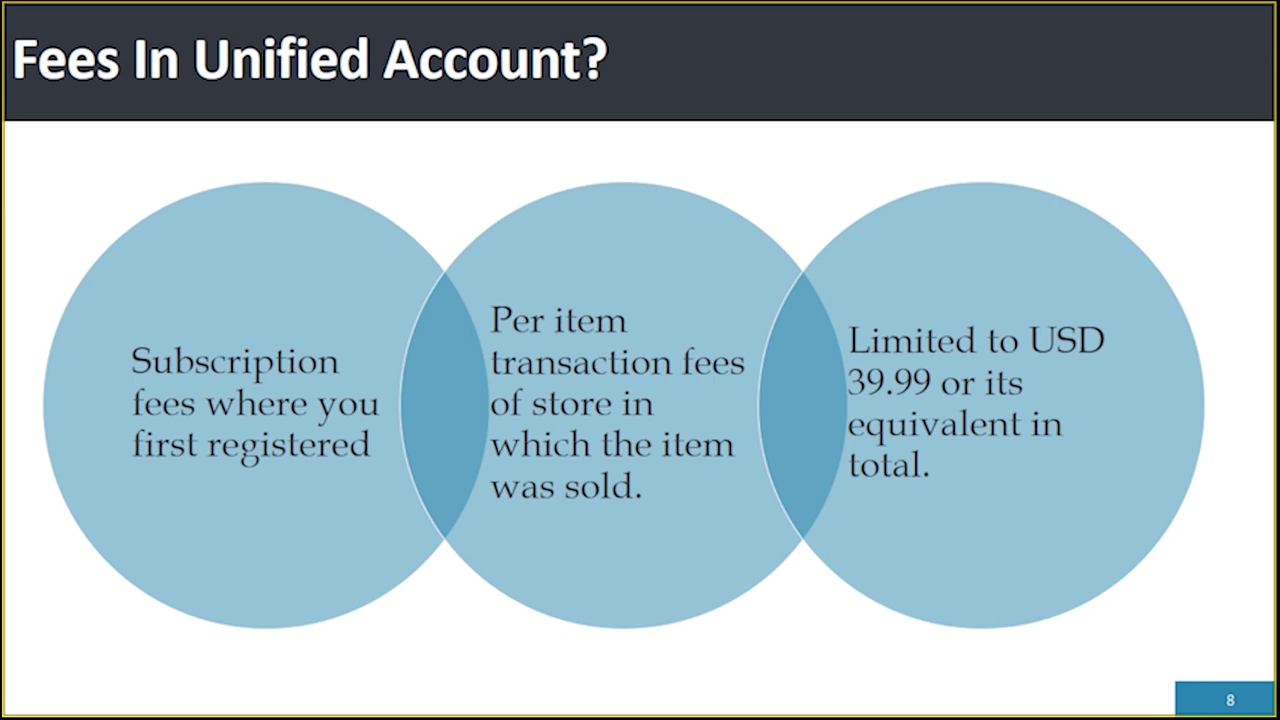 Fees In Unified Account?
Subscription
fees where you
first registered
Per item
transaction fees
of store in
which the item
was sold.
Limited to USD
39.99 or its
equivalent in
total.
8